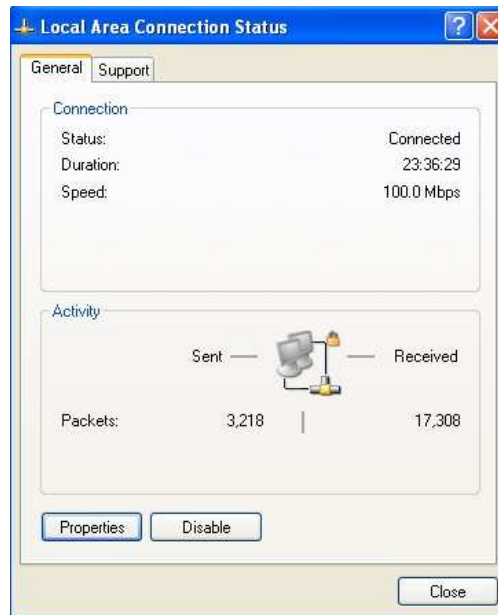 Local Area Connection Status
General Support
Connection
Status: Connected
Duration: 23:36:29
Speed: 100.0 Mbps
Activity
Sent Received
Packets: 3,218 17,308
Properties Disable
Close